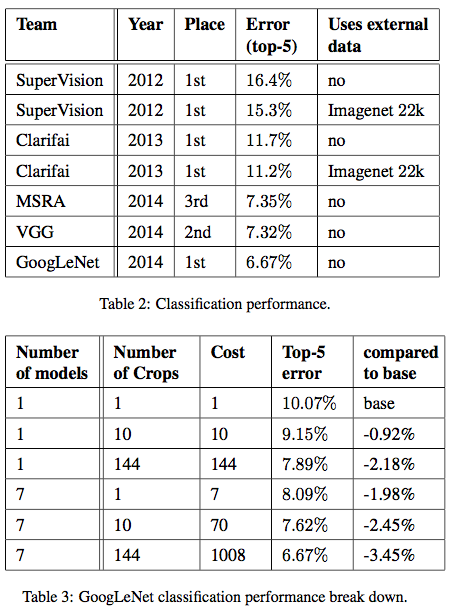 Team Year Place Error (top-5) Uses external data
SuperVision 2012 1st 16.4% no
SuperVision 2012 1st 15.3% Imagenet 22k
Clarifai 2013 1st 11.7% no
Clarifai 2013 1st 11.2% Imagenet 22k
MSRA 2014 3rd 7.35% no
VGG 2014 2nd 7.32% no
GoogLeNet 2014 1st 6.67% no
Table 2: Classification performance.
Number of models Number of Crops Cost Top-5 error compared to base
1 1 1 10.07% base
1 10 10 9.15% -0.92%
1 144 144 7.89% -2.18%
7 1 7 8.09% -1.98%
7 10 70 7.62% -2.45%
7 144 1008 6.67% -3.45%
Table 3: GoogLeNet classification performance break down.